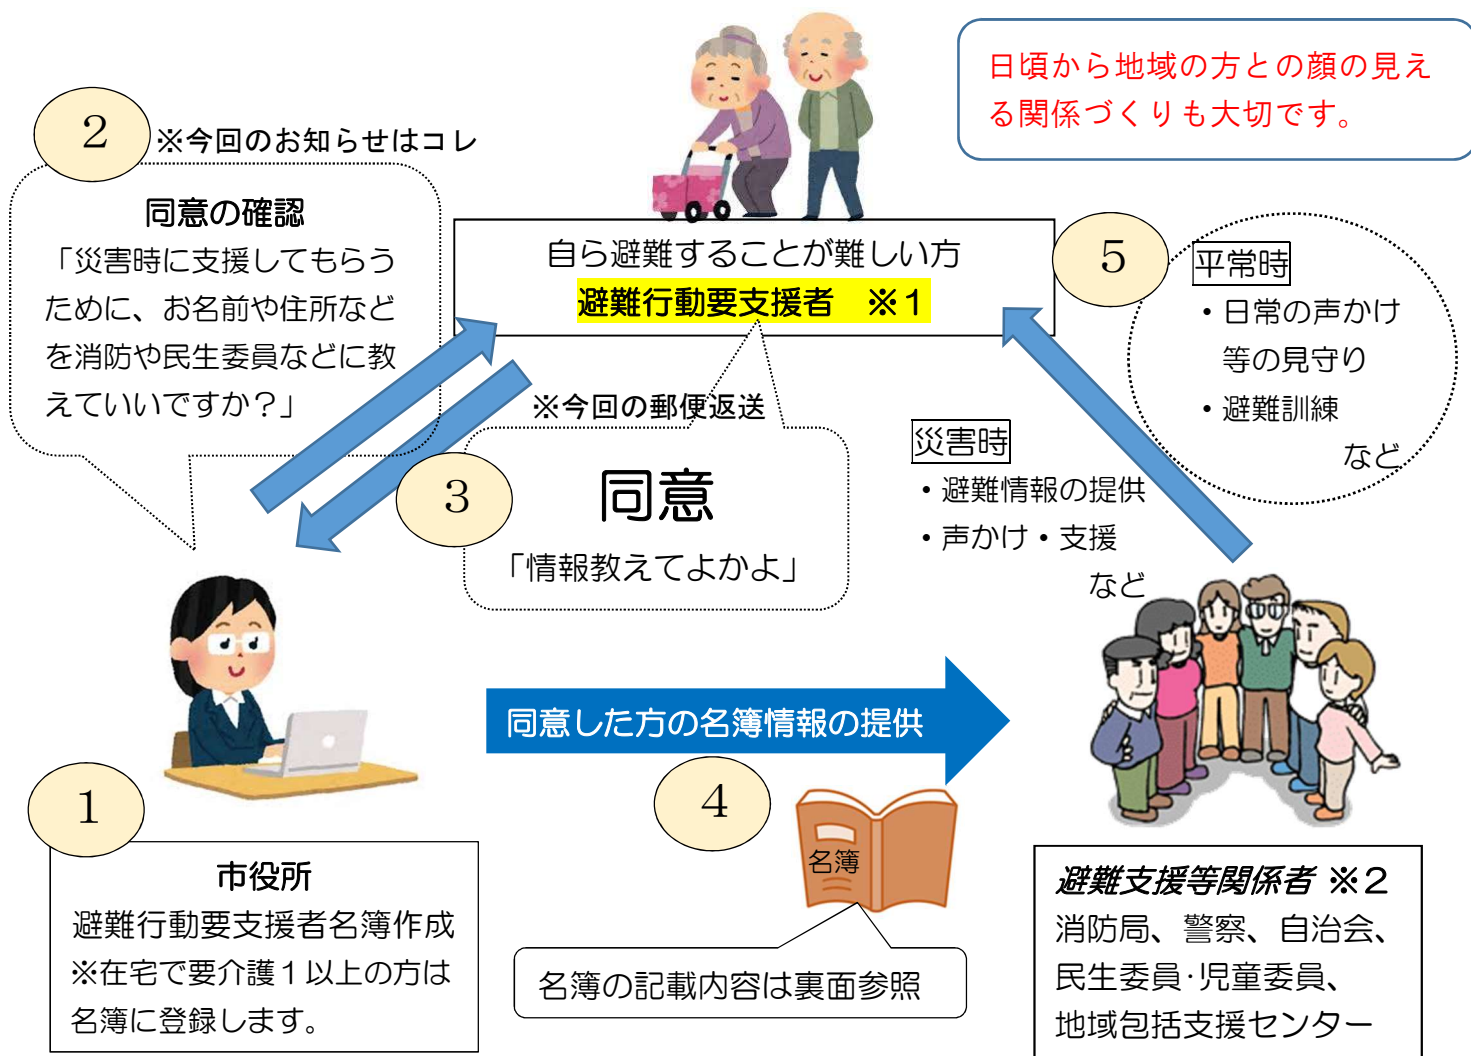 日頃から地域の方との顔の見え
る関係づくりも大切です。
2
※今回のお知らせはコレ
同意の確認
「災害時に支援してもらう
ために、お名前や住所など
を消防や民生委員などに教
えていいですか？」
自ら避難することが難しい方
避難行動要支援者　※１
5
平常時
・日常の声かけ
等の見守り
・避難訓練
など
※今回の郵便返送
3
同意
「情報教えてよかよ」
災害時
・避難情報の提供
・声かけ・支援
など
同意した方の名簿情報の提供
4
名簿
名簿の記載内容は裏面参照
1
市役所
避難行動要支援者名簿作成
※在宅で要介護１以上の方は
名簿に登録します。
避難支援等関係者 ※２
消防局、警察、自治会、
民生委員・児童委員、
地域包括支援センター